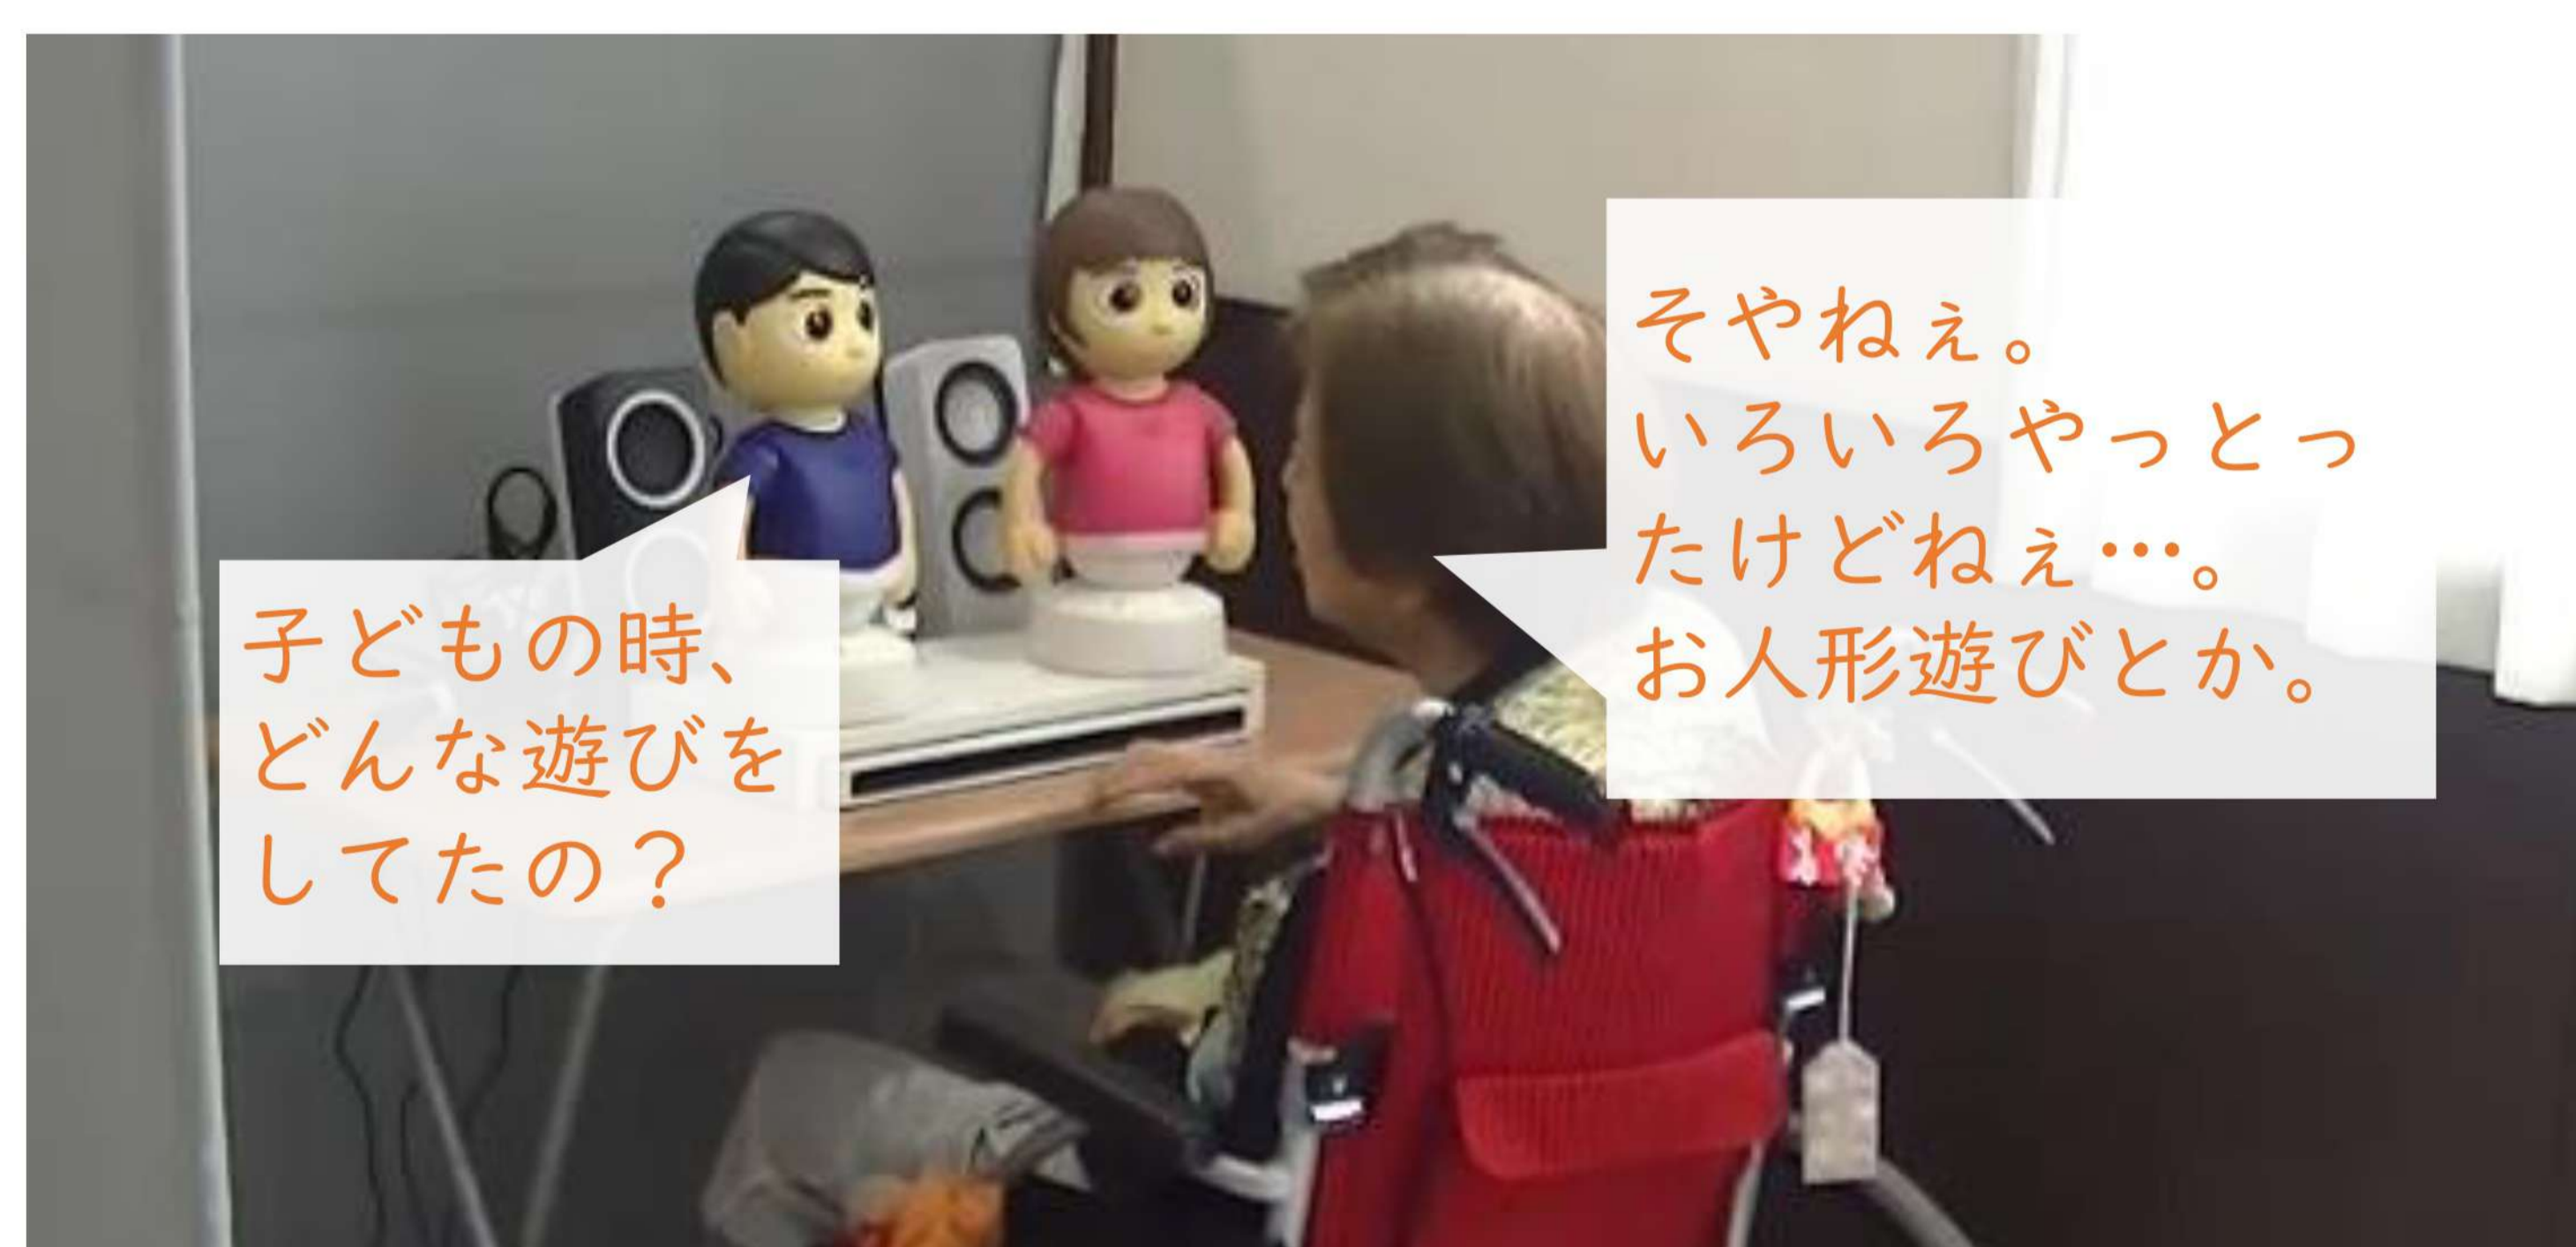 子どもの時、
どんな遊びを
してたの？
そやねぇ。
いろいろやっとっ
たけどねぇ…。
お人形遊びとか。